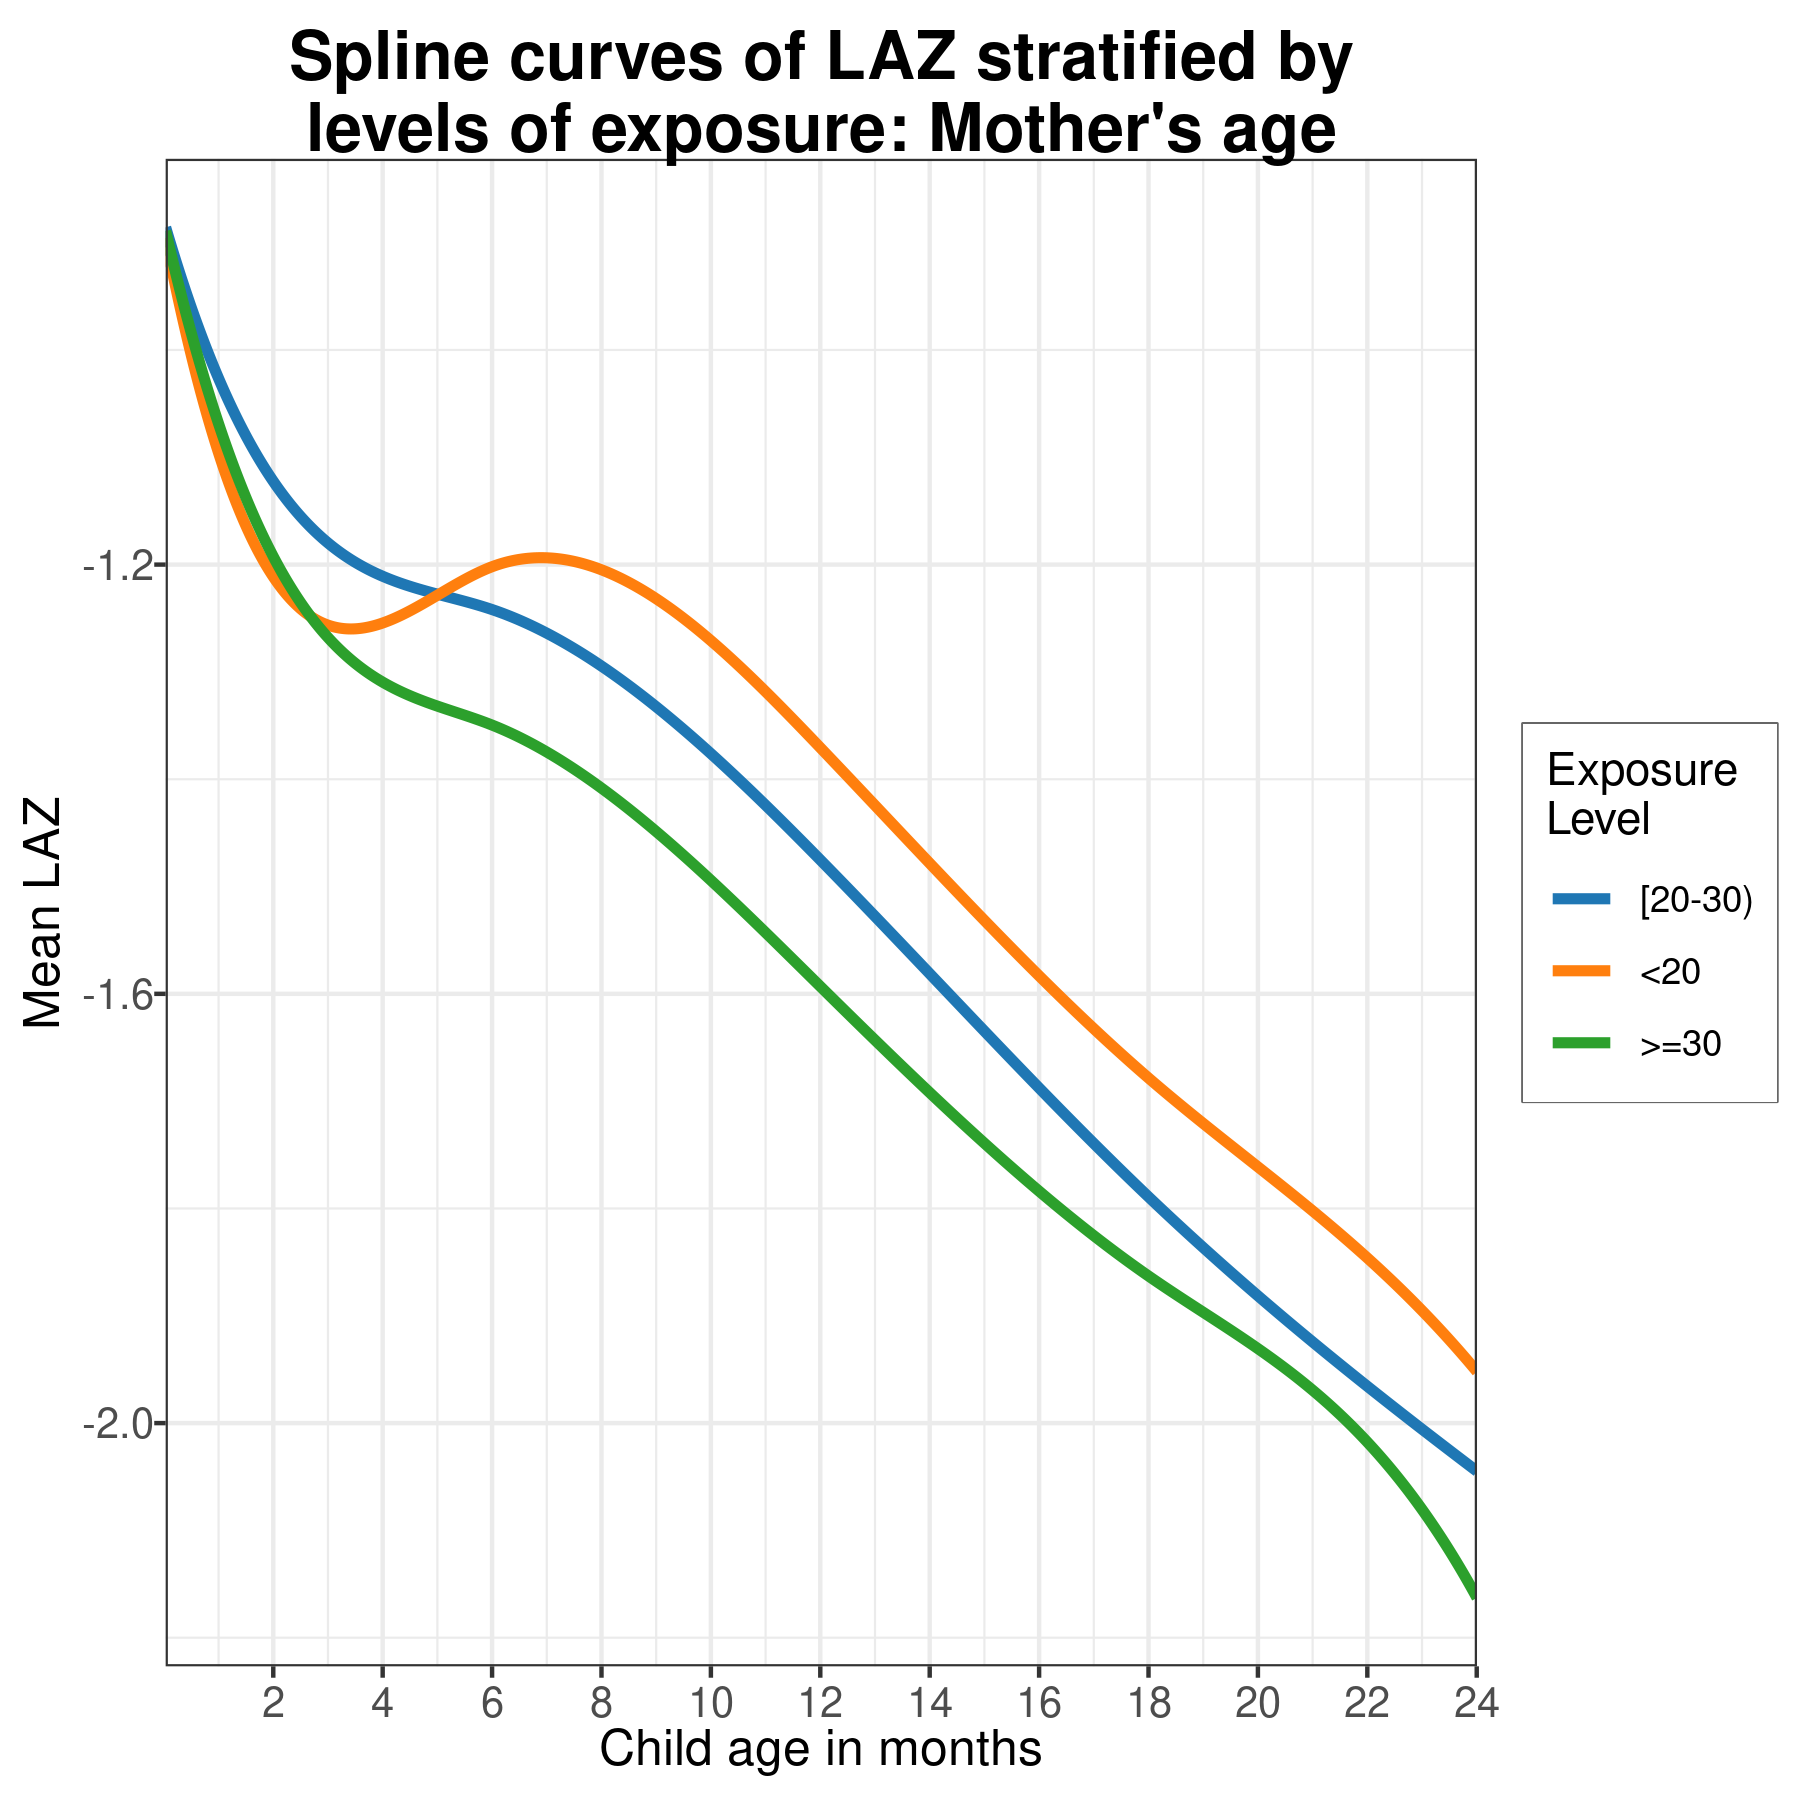 Spline curves of LAZ stratified by
levels of exposure: Mother's age
Mean LAZ
-1.2
-1.6
-2.0
2 4 6 8 10 12 14 16 18 20 22 24
Child age in months
Exposure
Level
[20-30)
<20
>=30